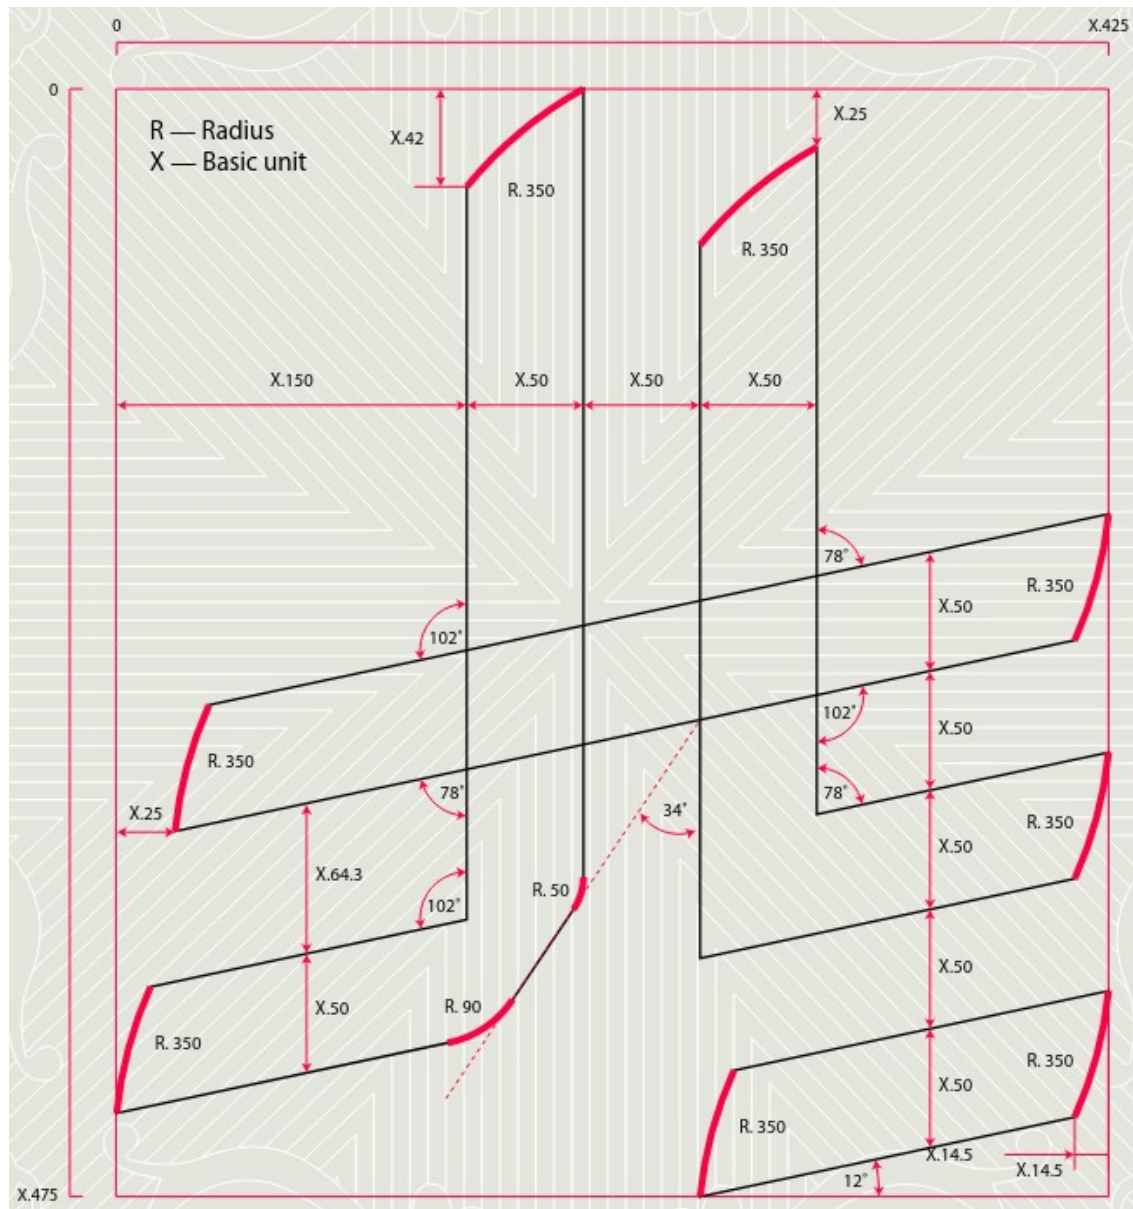 0
X.425
0
R — Radius
X — Basic unit
X.42
X.25
R. 350
R. 350
X.150
X.50
X.50
X.50
78˚
R. 350
X.50
102˚
R. 350
102˚
X.50
78˚
78˚
X.25
34˚
R. 350
X.50
X.64.3
R. 50
102˚
X.50
R. 90
X.50
R. 350
R. 350
X.50
R. 350
X.14.5
X.14.5
12˚
X.475